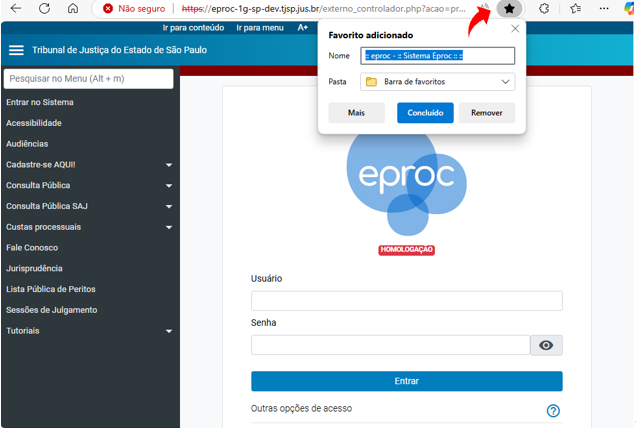 Não seguro
https://eproc-1g-sp-dev.tjsp.jus.br/externo_controlador.php?acao=pr...
Ir para conteúdo Ir para menu A+
Tribunal de Justiça do Estado de São Paulo
Favorito adicionado
Nome :: eproc - :: Sistema Eproc :: ::
Pasta Barra de favoritos
Mais Concluído Remover
Pesquisar no Menu (Alt + m)
Entrar no Sistema
Acessibilidade
Audiências
Cadastre-se AQUI!
Consulta Pública
Consulta Pública SAJ
Custas processuais
Fale Conosco
Jurisprudência
Lista Pública de Peritos
Sessões de Julgamento
Tutoriais
eproc
HOMOLOGAÇÃO
Usuário
Senha
Entrar
Outras opções de acesso ?